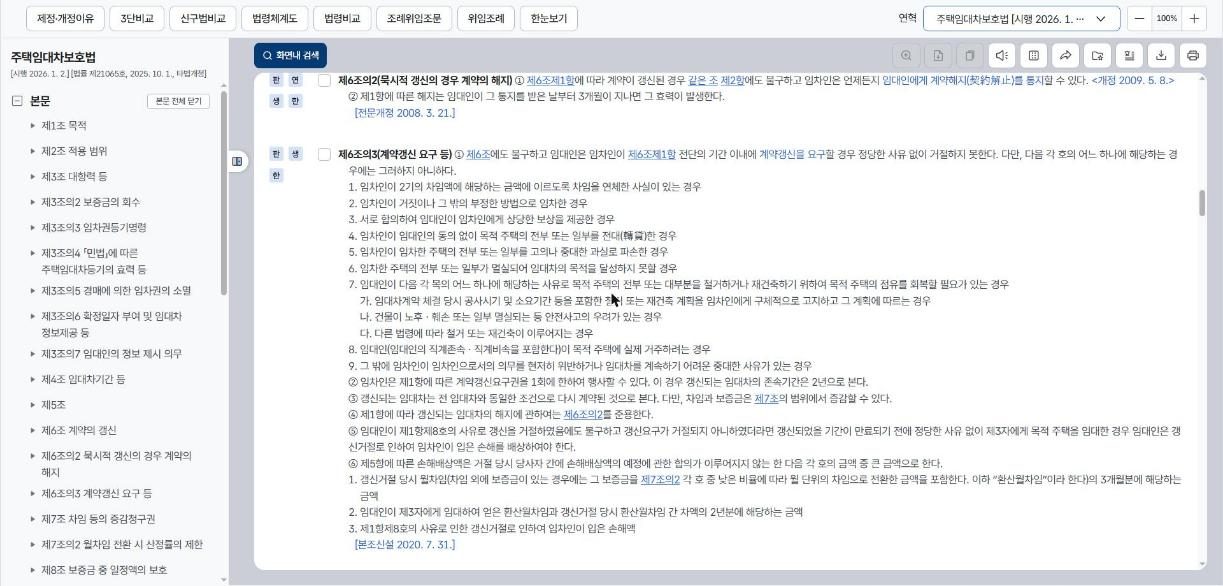 제정·개정이유
3단비교
신구법비교
법령체계도
법령비교
조례위임조문
위임조례
한눈보기
연혁
주택임대차보호법 [시행 2026. 1. ···
100%
주택임대차보호법
[시행 2026. 1. 2.] [법률 제21065호, 2025. 10. 1., 타법개정]
본문
본문 전체 닫기
제1조 목적
제2조 적용 범위
제3조 대항력 등
제3조의2 보증금의 회수
제3조의3 임차권등기명령
제3조의4 「민법」에 따른
주택임대차등기의 효력 등
제3조의5 경매에 의한 임차권의 소멸
제3조의6 확정일자 부여 및 임대차
정보제공 등
제3조의7 임대인의 정보 제시 의무
제4조 임대차기간 등
제5조
제6조 계약의 갱신
제6조의2 묵시적 갱신의 경우 계약의
해지
제6조의3 계약갱신 요구 등
제7조 차임 등의 증감청구권
제7조의2 월차임 전환 시 산정률의 제한
제8조 보증금 중 일정액의 보호
화면내 검색
판 연
생 한
제6조의2(묵시적 갱신의 경우 계약의 해지) ① 제6조제1항에 따라 계약이 갱신된 경우 같은 조 제2항에도 불구하고 임차인은 언제든지 임대인에게 계약해지(契約解止)를 통지할 수 있다. <개정 2009. 5. 8.>
② 제1항에 따른 해지는 임대인이 그 통지를 받은 날부터 3개월이 지나면 그 효력이 발생한다.
[전문개정 2008. 3. 21.]
판 생
한
제6조의3(계약갱신 요구 등) ① 제6조에도 불구하고 임대인은 임차인이 제6조제1항 전단의 기간 이내에 계약갱신을 요구할 경우 정당한 사유 없이 거절하지 못한다. 다만, 다음 각 호의 어느 하나에 해당하는 경
우에는 그러하지 아니하다.
1. 임차인이 2기의 차임액에 해당하는 금액에 이르도록 차임을 연체한 사실이 있는 경우
2. 임차인이 거짓이나 그 밖의 부정한 방법으로 임차한 경우
3. 서로 합의하여 임대인이 임차인에게 상당한 보상을 제공한 경우
4. 임차인이 임대인의 동의 없이 목적 주택의 전부 또는 일부를 전대(轉貸)한 경우
5. 임차인이 임차한 주택의 전부 또는 일부를 고의나 중대한 과실로 파손한 경우
6. 임차한 주택의 전부 또는 일부가 멸실되어 임대차의 목적을 달성하지 못할 경우
7. 임대인이 다음 각 목의 어느 하나에 해당하는 사유로 목적 주택의 전부 또는 대부분을 철거하거나 재건축하기 위하여 목적 주택의 점유를 회복할 필요가 있는 경우
가. 임대차계약 체결 당시 공사시기 및 소요기간 등을 포함한 또는 재건축 계획을 임차인에게 구체적으로 고지하고 그 계획에 따르는 경우
나. 건물이 노후ㆍ훼손 또는 일부 멸실되는 등 안전사고의 우려가 있는 경우
다. 다른 법령에 따라 철거 또는 재건축이 이루어지는 경우
8. 임대인(임대인의 직계존속ㆍ직계비속을 포함한다)이 목적 주택에 실제 거주하려는 경우
9. 그 밖에 임차인이 임차인으로서의 의무를 현저히 위반하거나 임대차를 계속하기 어려운 중대한 사유가 있는 경우
② 임차인은 제1항에 따른 계약갱신요구권을 1회에 한하여 행사할 수 있다. 이 경우 갱신되는 임대차의 존속기간은 2년으로 본다.
③ 갱신되는 임대차는 전 임대차와 동일한 조건으로 다시 계약된 것으로 본다. 다만, 차임과 보증금은 제7조의 범위에서 증감할 수 있다.
④ 제1항에 따라 갱신되는 임대차의 해지에 관하여는 제6조의2를 준용한다.
⑤ 임대인이 제1항제8호의 사유로 갱신을 거절하였음에도 불구하고 갱신요구가 거절되지 아니하였더라면 갱신되었을 기간이 만료되기 전에 정당한 사유 없이 제3자에게 목적 주택을 임대한 경우 임대인은 갱
신거절로 인하여 임차인이 입은 손해를 배상하여야 한다.
⑥ 제5항에 따른 손해배상액은 거절 당시 당사자 간에 손해배상액의 예정에 관한 합의가 이루어지지 않는 한 다음 각 호의 금액 중 큰 금액으로 한다.
1. 갱신거절 당시 월차임(차임 외에 보증금이 있는 경우에는 그 보증금을 제7조의2 각 호 중 낮은 비율에 따라 월 단위의 차임으로 전환한 금액을 포함한다. 이하 "환산월차임"이라 한다)의 3개월분에 해당하는
금액
2. 임대인이 제3자에게 임대하여 얻은 환산월차임과 갱신거절 당시 환산월차임 간 차액의 2년분에 해당하는 금액
3. 제1항제8호의 사유로 인한 갱신거절로 인하여 임차인이 입은 손해액
[본조신설 2020. 7. 31.]